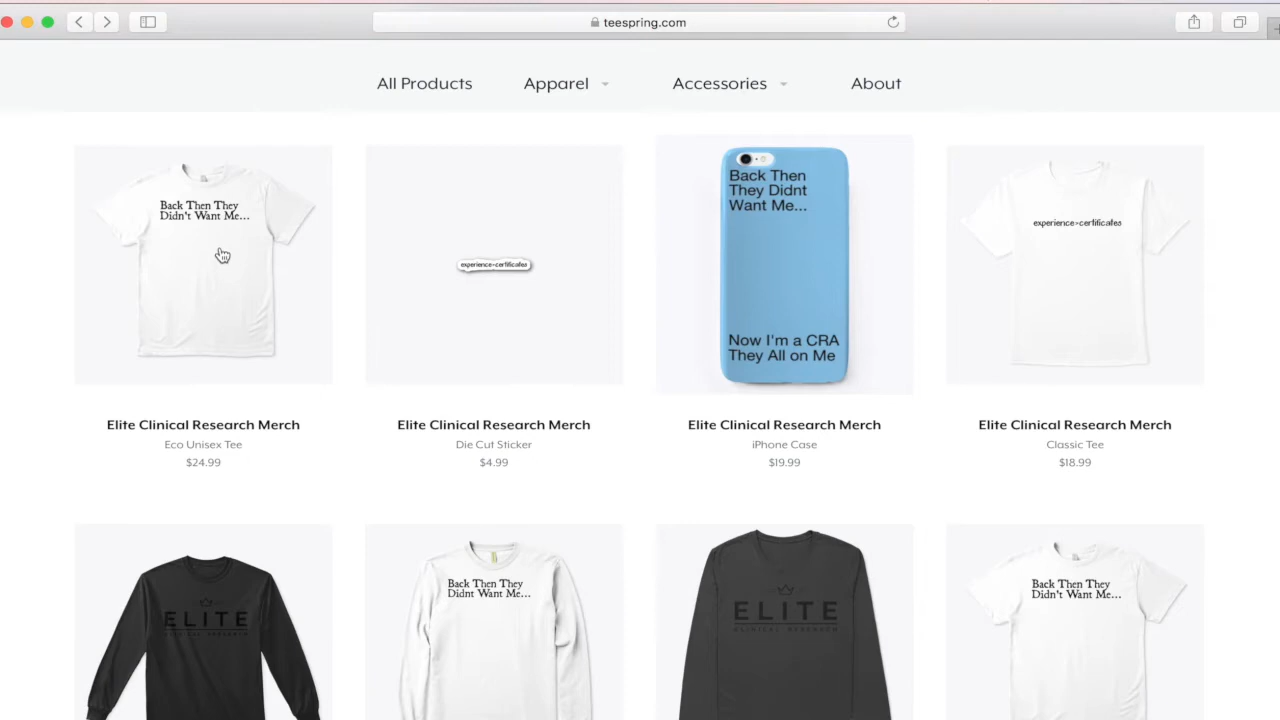 teespring.com
All Products
Apparel
Accessories
About
Back Then They
Didn't Want Me...
experience>certificates
Back Then
They Didnt
Want Me...
Now I'm a CRA
They All on Me
experience>certificates
Elite Clinical Research Merch
Eco Unisex Tee
$24.99
Elite Clinical Research Merch
Die Cut Sticker
$4.99
Elite Clinical Research Merch
iPhone Case
$19.99
Elite Clinical Research Merch
Classic Tee
$18.99
ELITE
CLINICAL RESEARCH
Back Then They
Didnt Want Me...
ELITE
CLINICAL RESEARCH
Back Then They
Didn't Want Me...